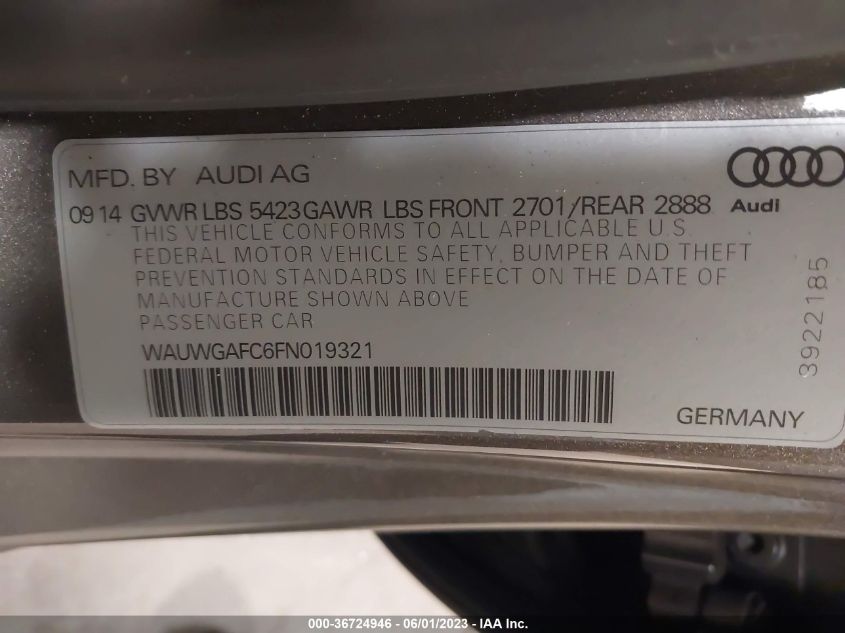 MFD. BY AUDI AG
09 14 GVWR LBS 5423 GAWR LBS FRONT 2701/REAR 2888
Audi
THIS VEHICLE CONFORMS TO ALL APPLICABLE U.S.
FEDERAL MOTOR VEHICLE SAFETY, BUMPER AND THEFT
PREVENTION STANDARDS IN EFFECT ON THE DATE OF
MANUFACTURE SHOWN ABOVE
PASSENGER CAR
3922185
WAUWGAFC6FN019321
GERMANY
000-36724946 - 06/01/2023 - IAA Inc.